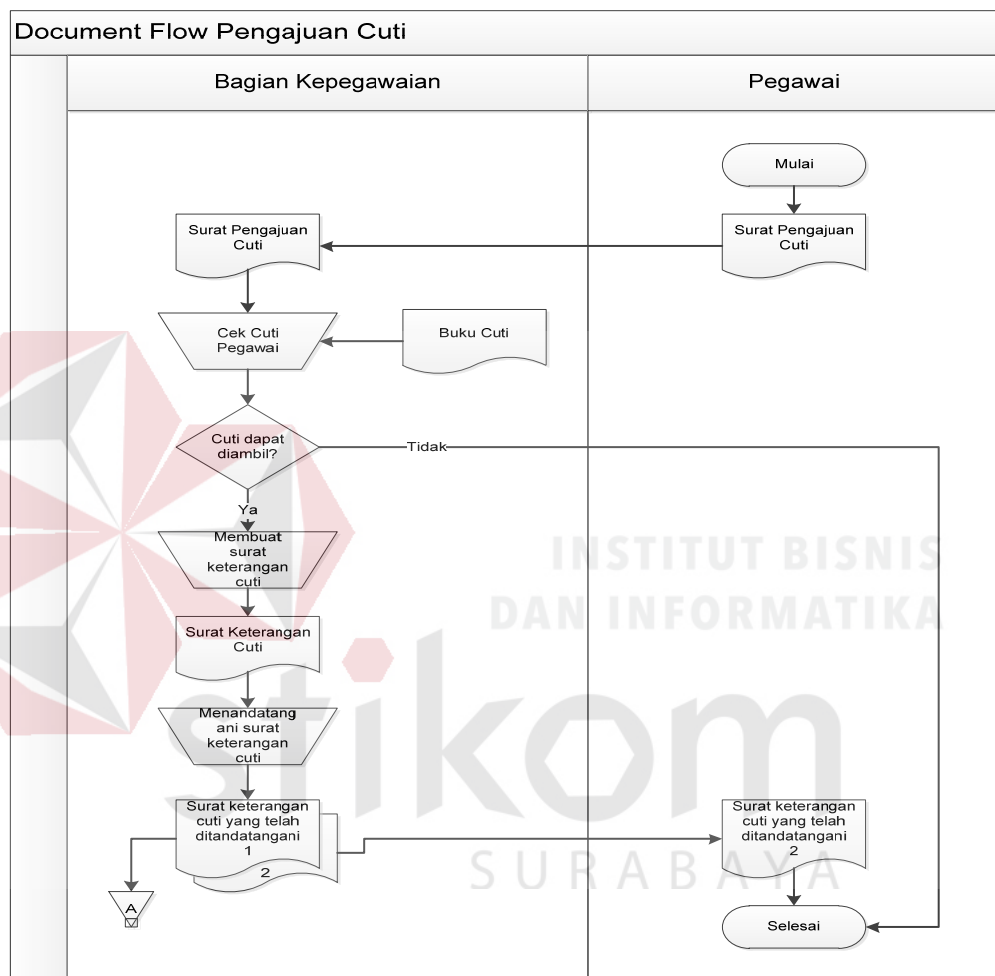 Document Flow Pengajuan Cuti
Bagian Kepegawaian
Pegawai
Mulai
Surat Pengajuan
Cuti
Surat Pengajuan
Cuti
Cek Cuti
Pegawai
Buku Cuti
Cuti dapat
diambil?
Tidak
Ya
Membuat
surat
keterangan
cuti
INSTITUT BISNIS
DAN INFORMATIKA
Surat Keterangan
Cuti
stikom
Menandatang
ani surat
keterangan
cuti
Surat keterangan
cuti yang telah
ditandatangani
1
2
Surat keterangan
cuti yang telah
ditandatangani
2
SURABAYA
A
Selesai